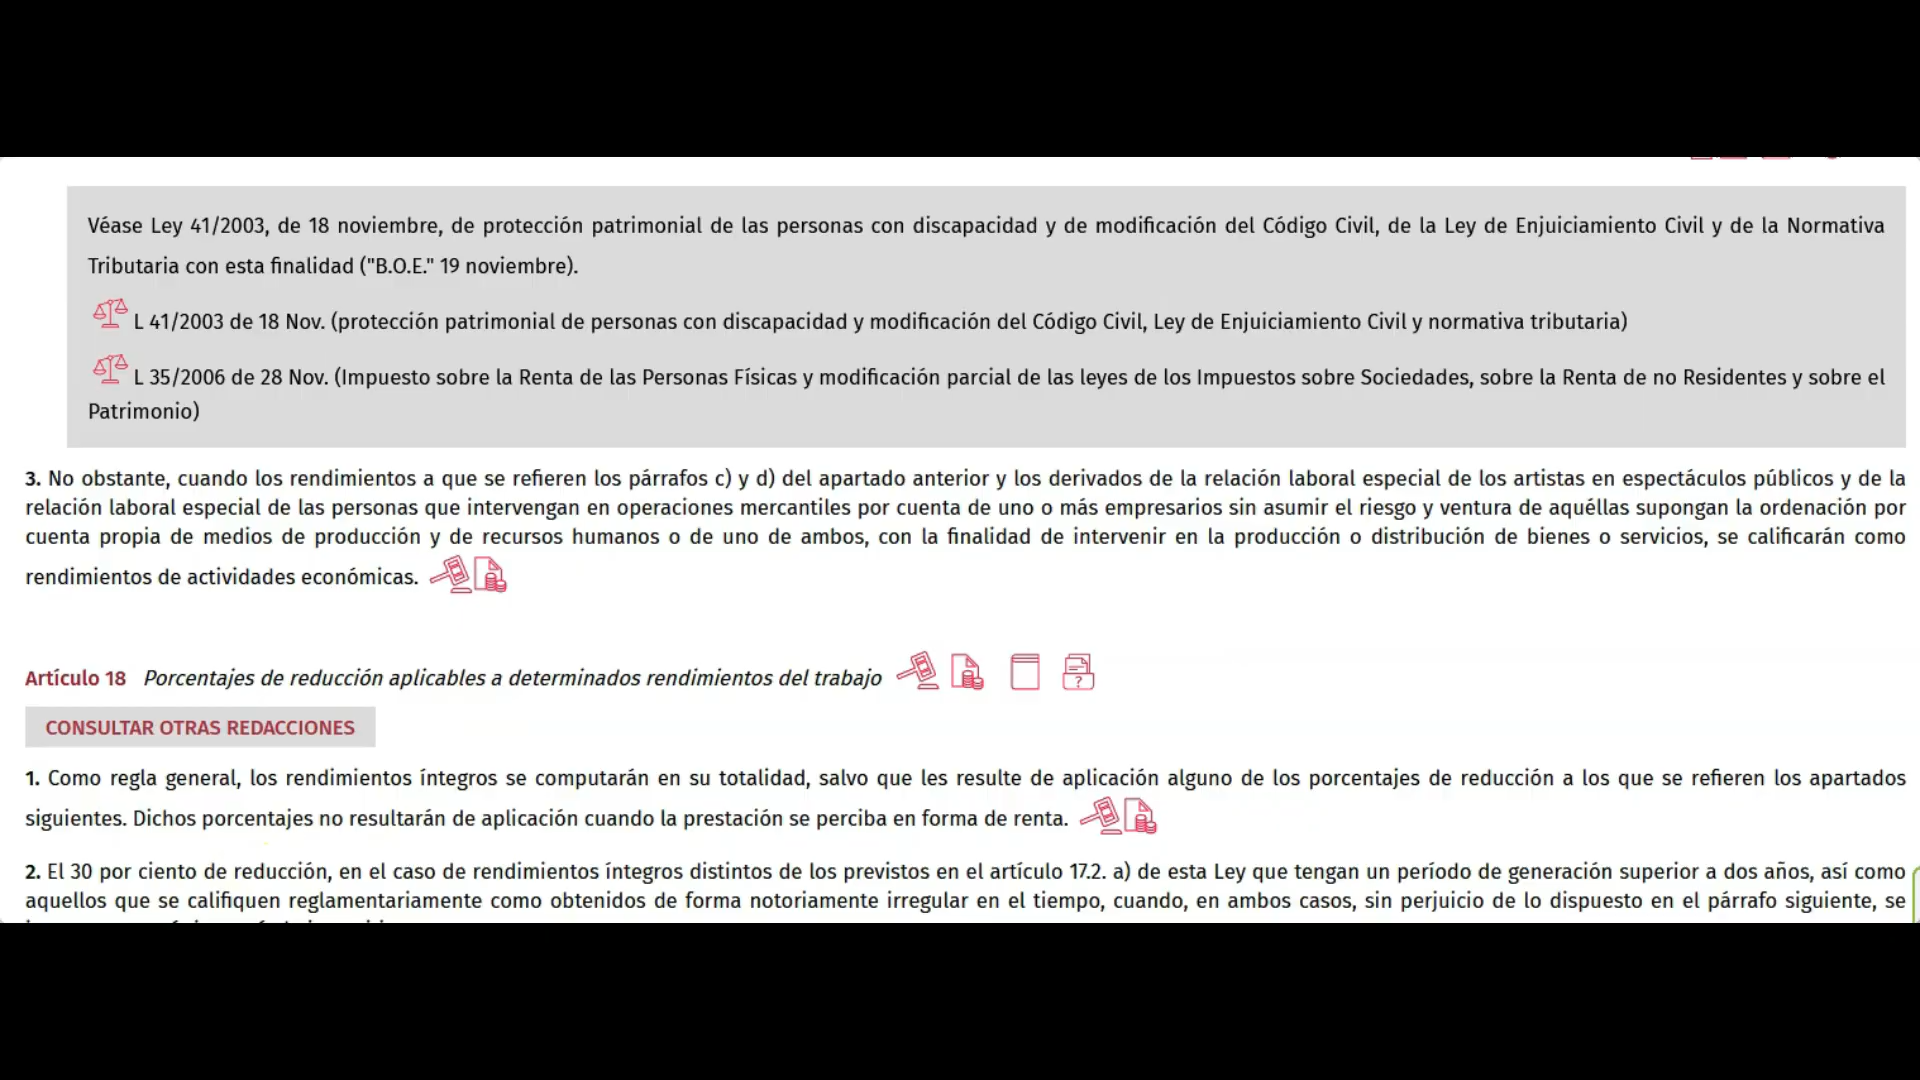 Véase Ley 41/2003, de 18 noviembre, de protección patrimonial de las personas con discapacidad y de modificación del Código Civil, de la Ley de Enjuiciamiento Civil y de la Normativa
Tributaria con esta finalidad ("B.O.E." 19 noviembre).
L 41/2003 de 18 Nov. (protección patrimonial de personas con discapacidad y modificación del Código Civil, Ley de Enjuiciamiento Civil y normativa tributaria)
L 35/2006 de 28 Nov. (Impuesto sobre la Renta de las Personas Físicas y modificación parcial de las leyes de los Impuestos sobre Sociedades, sobre la Renta de no Residentes y sobre el
Patrimonio)
3. No obstante, cuando los rendimientos a que se refieren los párrafos c) y d) del apartado anterior y los derivados de la relación laboral especial de los artistas en espectáculos públicos y de la
relación laboral especial de las personas que intervengan en operaciones mercantiles por cuenta de uno o más empresarios sin asumir el riesgo y ventura de aquéllas supongan la ordenación por
cuenta propia de medios de producción y de recursos humanos o de uno de ambos, con la finalidad de intervenir en la producción o distribución de bienes o servicios, se calificarán como
rendimientos de actividades económicas.
Artículo 18 Porcentajes de reducción aplicables a determinados rendimientos del trabajo
CONSULTAR OTRAS REDACCIONES
1. Como regla general, los rendimientos íntegros se computarán en su totalidad, salvo que les resulte de aplicación alguno de los porcentajes de reducción a los que se refieren los apartados
siguientes. Dichos porcentajes no resultarán de aplicación cuando la prestación se perciba en forma de renta.
2. El 30 por ciento de reducción, en el caso de rendimientos íntegros distintos de los previstos en el artículo 17.2. a) de esta Ley que tengan un período de generación superior a dos años, así como
aquellos que se califiquen reglamentariamente como obtenidos de forma notoriamente irregular en el tiempo, cuando, en ambos casos, sin perjuicio de lo dispuesto en el párrafo siguiente, se